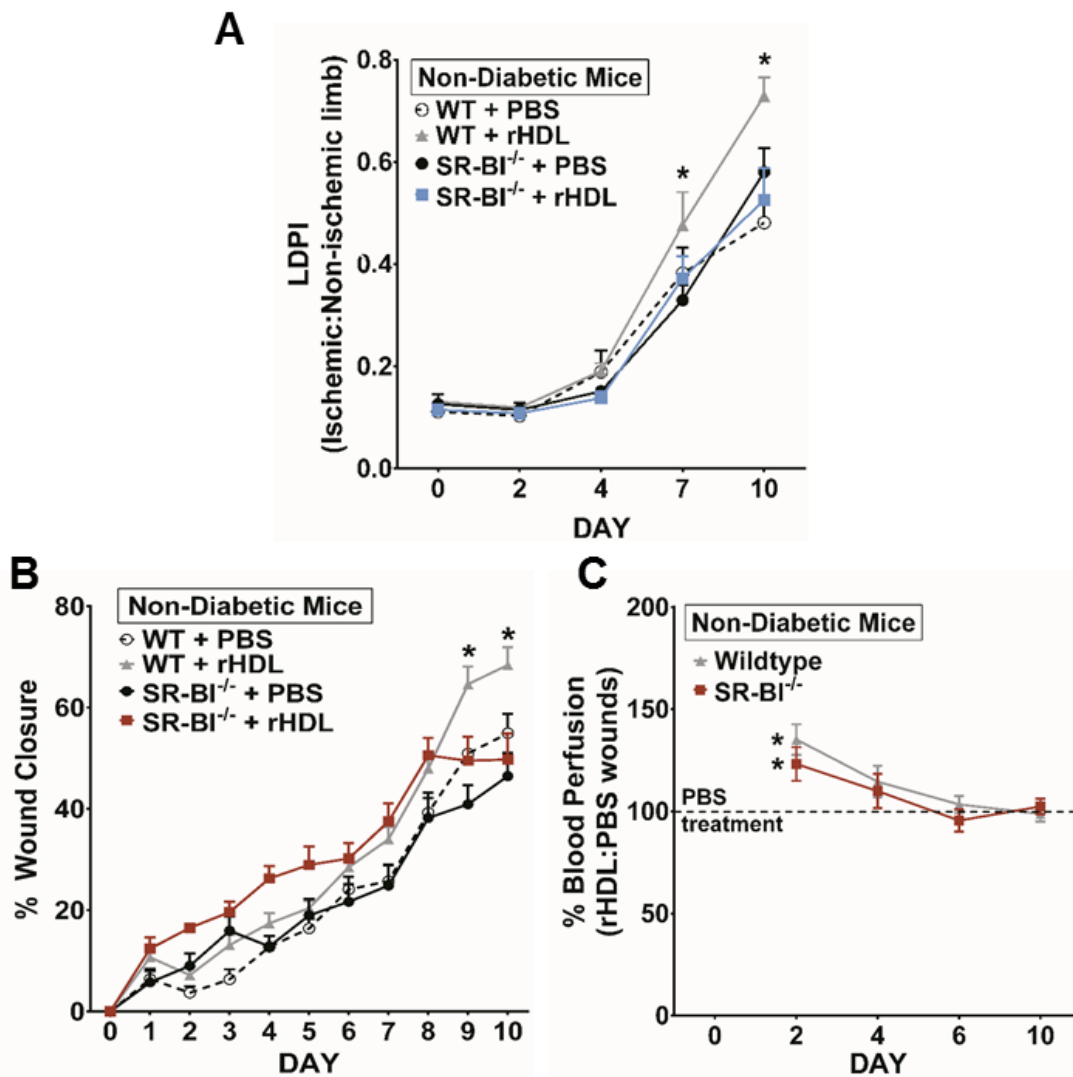 A
Non-Diabetic Mice
WT + PBS
WT + rHDL
SR-BI-/- + PBS
SR-BI-/- + rHDL
*
*
0.8
0.6
0.4
0.2
0.0
LDPI
(Ischemic:Non-ischemic limb)
0 2 4 7 10
DAY
B
Non-Diabetic Mice
WT + PBS
WT + rHDL
SR-BI-/- + PBS
SR-BI-/- + rHDL
* *
80
60
40
20
0
% Wound Closure
0 1 2 3 4 5 6 7 8 9 10
DAY
C
Non-Diabetic Mice
Wildtype
SR-BI-/-
*
*
PBS
treatment
200
150
100
50
0
% Blood Perfusion
(rHDL:PBS wounds)
0 2 4 6 10
DAY